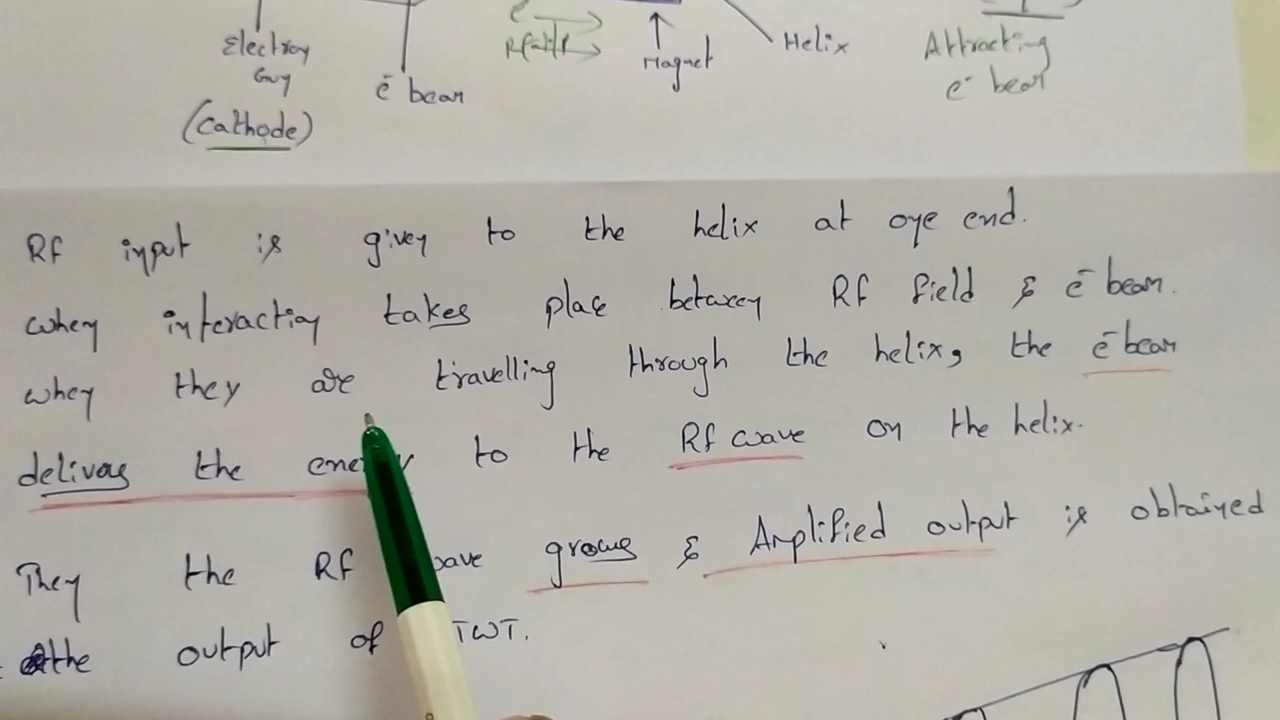 Electron Gun
(Cathode)
e⁻ beam
RF i/p
Magnet
Helix
Attracting
e⁻ beam
RF input is given to the helix at one end.
when interaction takes place between RF field & e⁻ beam.
when they are travelling through the helix, the e⁻ beam
delivers the energy to the RF wave on the helix.
Then the RF wave grows & Amplified output is obtained
the output of TWT.